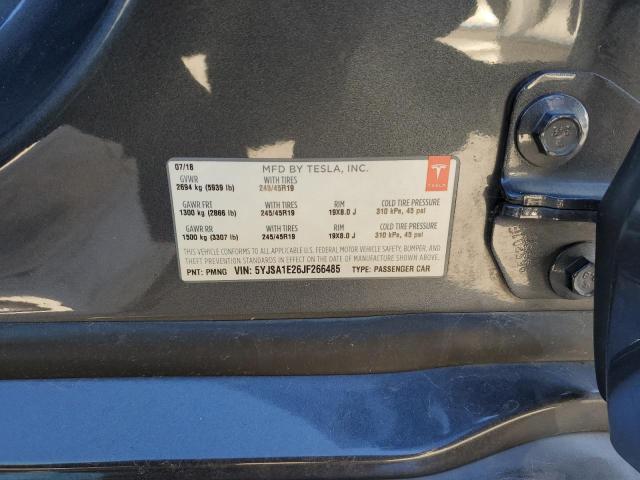 07/18 MFD BY TESLA, INC.
GVWR WITH TIRES
2694 kg (5939 lb) 245/45R19
GAWR FRT WITH TIRES RIM COLD TIRE PRESSURE
1300 kg (2866 lb) 245/45R19 19X8.0 J 310 kPa, 45 psi
GAWR RR WITH TIRES RIM COLD TIRE PRESSURE
1500 kg (3307 lb) 245/45R19 19X8.0 J 310 kPa, 45 psi
THIS VEHICLE CONFORMS TO ALL APPLICABLE U.S. FEDERAL MOTOR VEHICLE SAFETY, BUMPER, AND
THEFT PREVENTION STANDARDS IN EFFECT ON THE DATE OF MANUFACTURE SHOWN ABOVE.
PNT: PMNG VIN: 5YJSA1E26JF266485 TYPE: PASSENGER CAR
TESLA